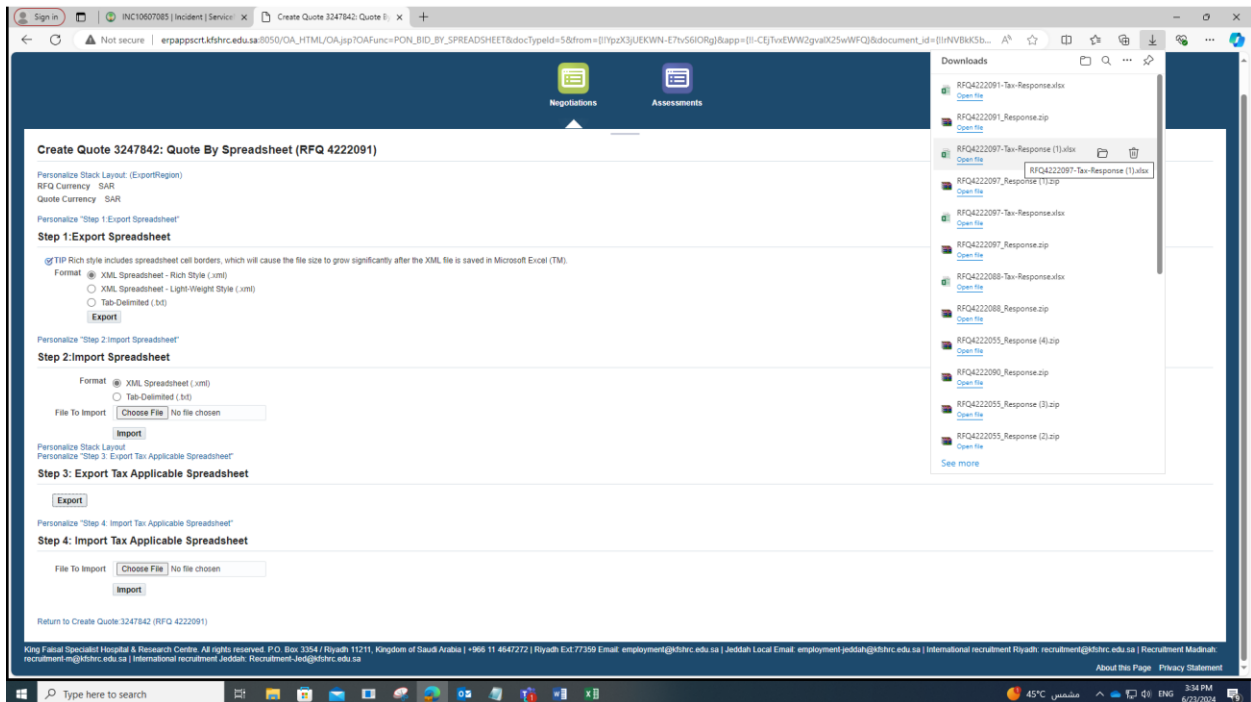 Sign in
INC10607085 | Incident | Service
Create Quote 3247842: Quote By
Not secure
erpappscrt.kfshrc.edu.sa:8050/OA_HTML/OA.jsp?OAFunc=PON_BID_BY_SPREADSHEET&docTypeId=5&from={!!YpzX3jUEKWN-E7tvS6IORg}&app={!!-CEjTvxEWW2gvalX25wWFQ}&document_id={!!rNVBkK5b...
Negotiations
Assessments
Create Quote 3247842: Quote By Spreadsheet (RFQ 4222091)
Personalize Stack Layout: (ExportRegion)
RFQ Currency SAR
Quote Currency SAR
Personalize "Step 1:Export Spreadsheet"
Step 1:Export Spreadsheet
TIP Rich style includes spreadsheet cell borders, which will cause the file size to grow significantly after the XML file is saved in Microsoft Excel (TM).
Format
XML Spreadsheet - Rich Style (.xml)
XML Spreadsheet - Light-Weight Style (.xml)
Tab-Delimited (.txt)
Export
Personalize "Step 2:Import Spreadsheet"
Step 2:Import Spreadsheet
Format
XML Spreadsheet (.xml)
Tab-Delimited (.txt)
File To Import Choose File No file chosen
Import
Personalize Stack Layout
Personalize "Step 3: Export Tax Applicable Spreadsheet"
Step 3: Export Tax Applicable Spreadsheet
Export
Personalize "Step 4: Import Tax Applicable Spreadsheet"
Step 4: Import Tax Applicable Spreadsheet
File To Import Choose File No file chosen
Import
Return to Create Quote:3247842 (RFQ 4222091)
Downloads
RFQ4222091-Tax-Response.xlsx
Open file
RFQ4222091_Response.zip
Open file
RFQ4222097-Tax-Response (1).xlsx
Open file
RFQ4222097-Tax-Response (1).xlsx
RFQ4222097_Response (1).zip
Open file
RFQ4222097-Tax-Response.xlsx
Open file
RFQ4222097_Response.zip
Open file
RFQ4222088-Tax-Response.xlsx
Open file
RFQ4222088_Response.zip
Open file
RFQ4222055_Response (4).zip
Open file
RFQ4222090_Response.zip
Open file
RFQ4222055_Response (3).zip
Open file
RFQ4222055_Response (2).zip
Open file
See more
King Faisal Specialist Hospital & Research Centre. All rights reserved. P.O. Box 3354 / Riyadh 11211, Kingdom of Saudi Arabia | +966 11 4647272 | Riyadh Ext:77359 Email: employment@kfshrc.edu.sa | Jeddah Local Email: employment-jeddah@kfshrc.edu.sa | International recruitment Riyadh: recruitment@kfshrc.edu.sa | Recruitment Madinah:
recruitment-m@kfshrc.edu.sa | International recruitment Jeddah: Recruitment-Jed@kfshrc.edu.sa
About this Page Privacy Statement
Type here to search
45°C مشمس
ENG
3:34 PM
6/23/2024